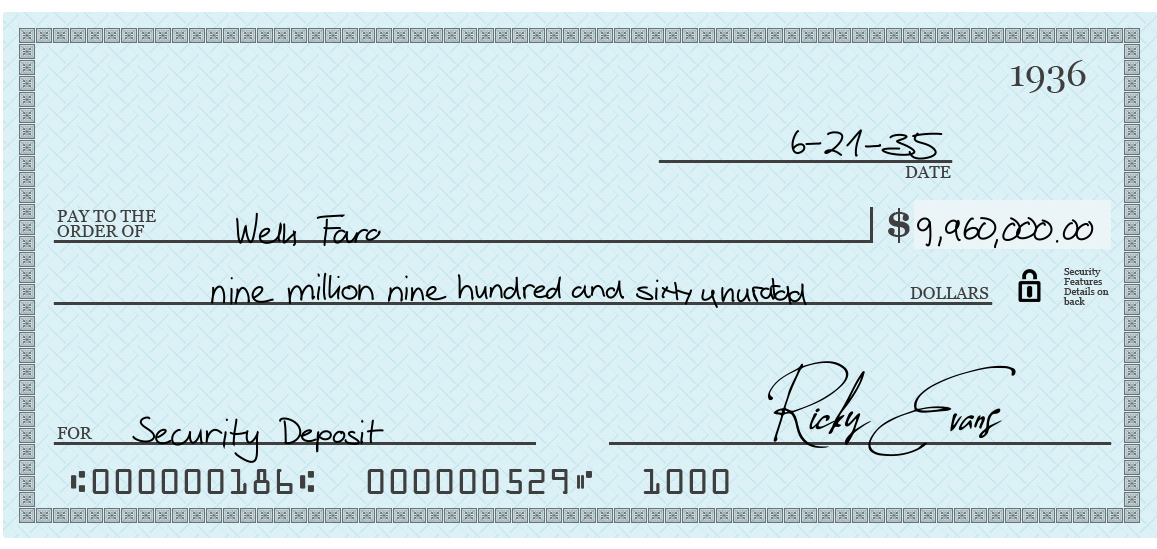 1936
6-21-35
DATE
PAY TO THE
ORDER OF
Wells Faro
$ 9,960,000.00
nine million nine hundred and sixty
DOLLARS
Security
Features
Details on
back
Ricky Evans
FOR Security Deposit
⑆000000186⑆ 000000529⑈ 1000